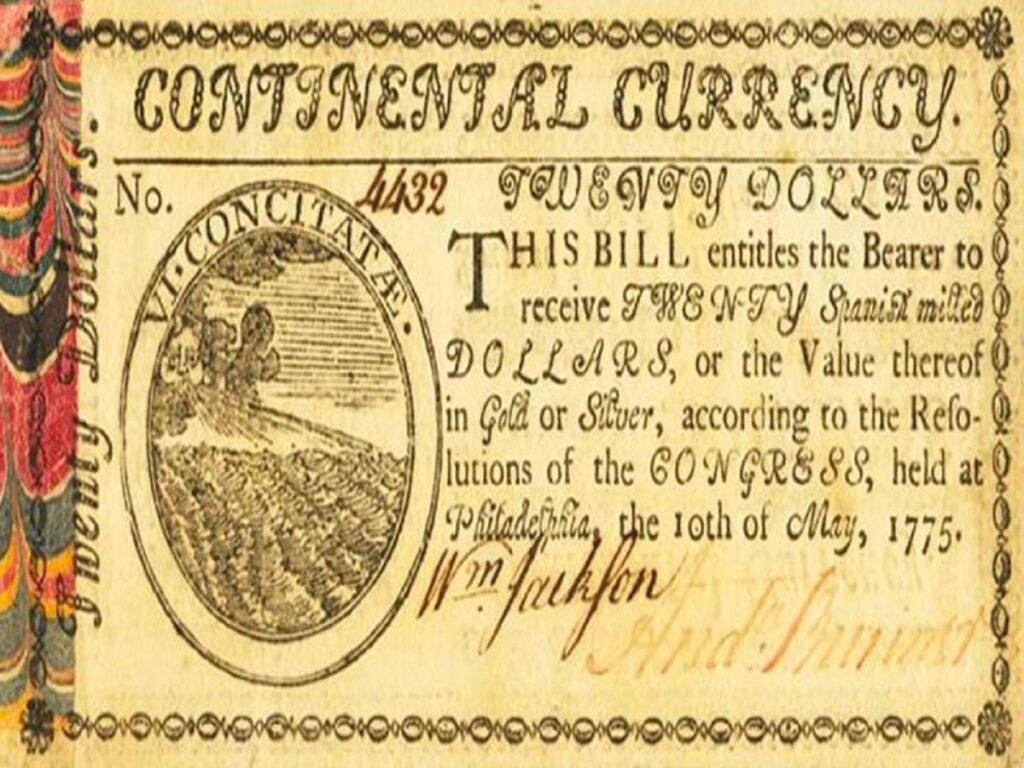 CONTINENTAL CURRENCY.
No. 4432
TWENTY DOLLARS.
VI·CONCITATÆ.
THIS BILL entitles the Bearer to
receive TWENTY Spaniſh milled
DOLLARS, or the Value thereof
in Gold or Silver, according to the Reſo-
lutions of the CONGRESS, held at
Philadelphia, the 10th of May, 1775.
Wm. Jackſon
Andw. Bunner
Twenty Dollars.